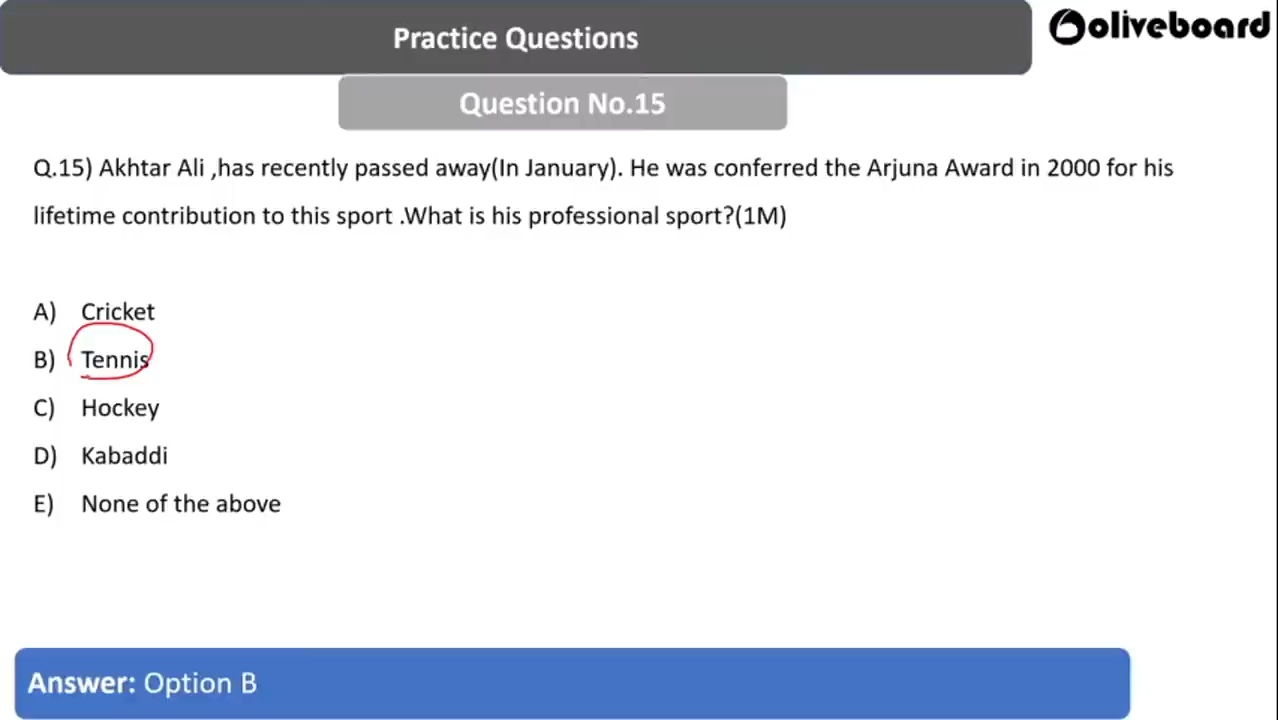 Practice Questions
oliveboard
Question No.15
Q.15) Akhtar Ali ,has recently passed away(In January). He was conferred the Arjuna Award in 2000 for his
lifetime contribution to this sport .What is his professional sport?(1M)
A) Cricket
B) Tennis
C) Hockey
D) Kabaddi
E) None of the above
Answer: Option B